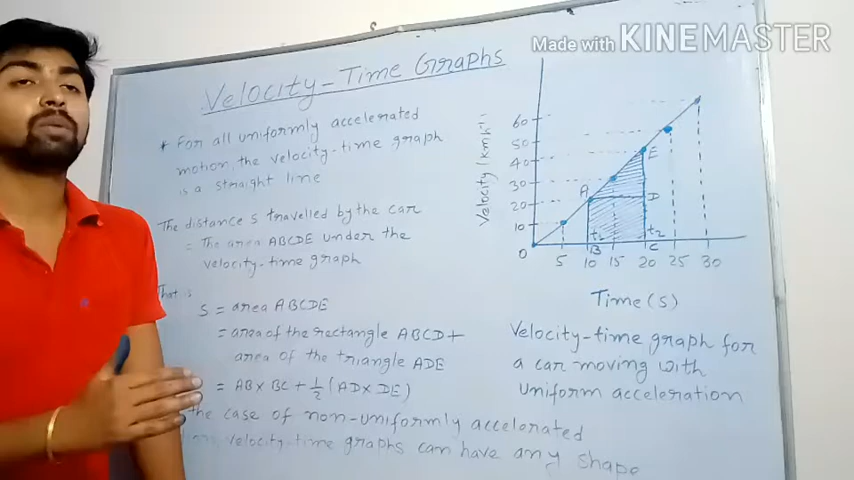 Made with KINEMASTER
Velocity-Time Graphs
* For all uniformly accelerated
motion, the velocity-time graph
is a straight line
The distance s travelled by the car
= The area ABCDE under the
velocity-time graph
That is
s = area ABCDE
= area of the rectangle ABCD+
area of the triangle ADE
= AB×BC+½(AD×DE)
the case of non-uniformly accelerated
velocity-time graphs can have any shape
Velocity (kmh⁻¹)
60
50
40
30
20
10
0
A
E
D
t₂
B
C
5 10 15 20 25 30
Time (s)
Velocity-time graph for
a car moving with
uniform acceleration